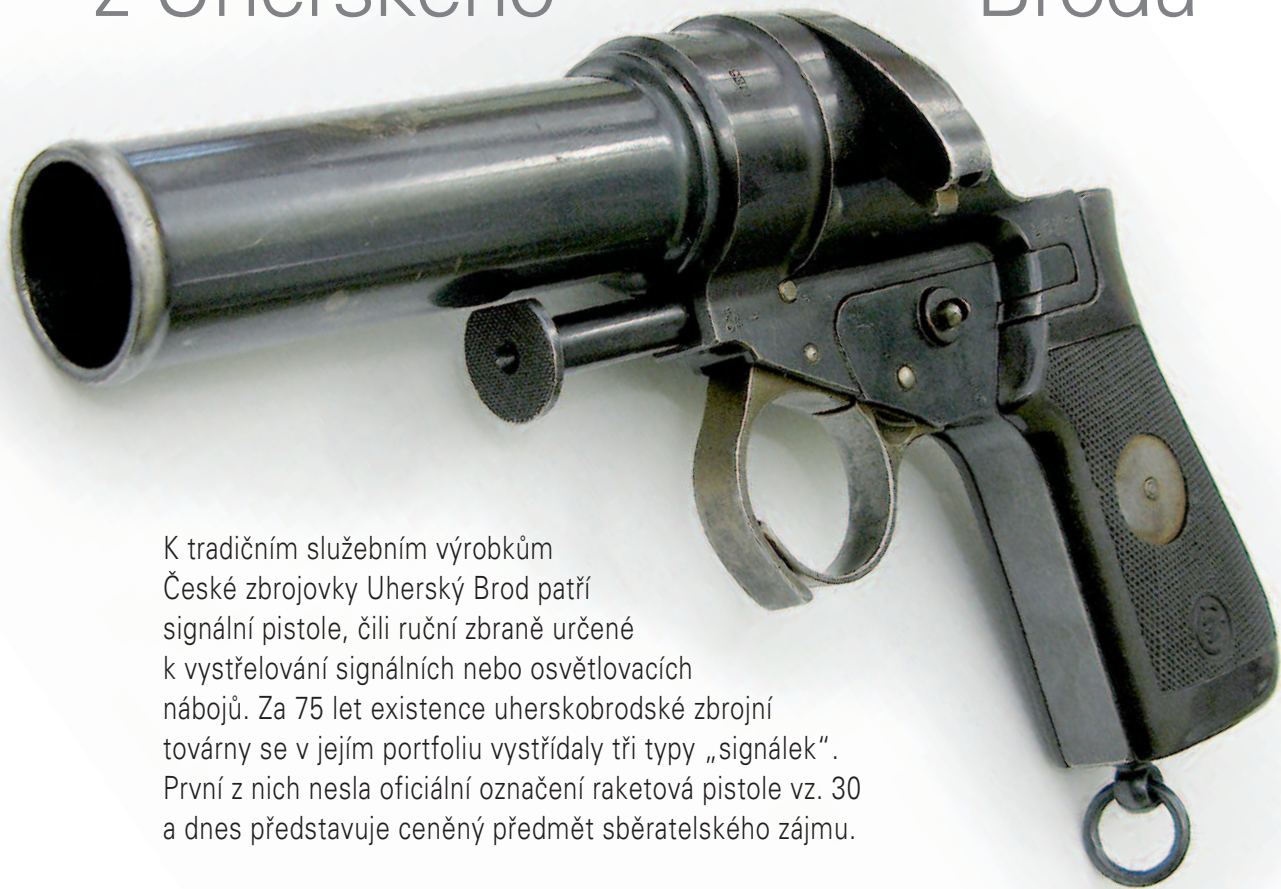 z Uherského Brodu
K tradičním služebním výrobkům
České zbrojovky Uherský Brod patří
signální pistole, čili ruční zbraně určené
k vystřelování signálních nebo osvětlovacích
nábojů. Za 75 let existence uherskobrodské zbrojní
továrny se v jejím portfoliu vystřídaly tři typy „signálek“.
První z nich nesla oficiální označení raketová pistole vz. 30
a dnes představuje ceněný předmět sběratelského zájmu.